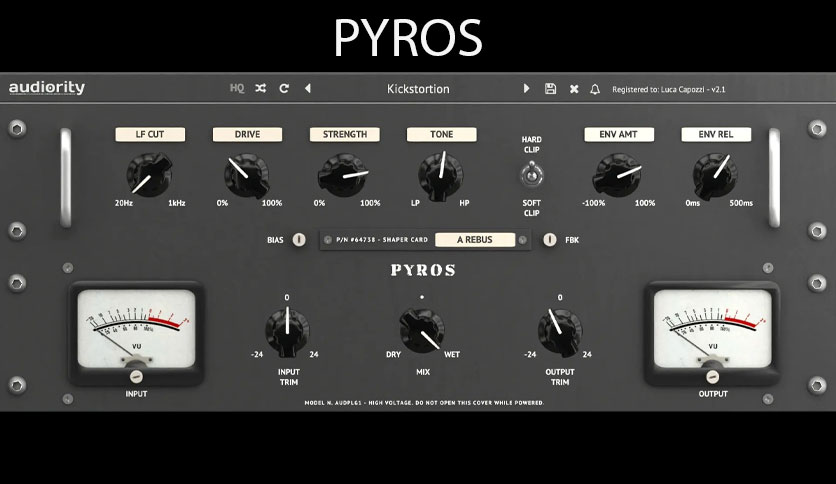 PYROS
audiority
HQ
Kickstortion
Registered to: Luca Capozzi - v2.1
LF CUT
DRIVE
STRENGTH
TONE
HARD
CLIP
ENV AMT
ENV REL
20Hz 1kHz
0% 100%
0% 100%
LP HP
SOFT
CLIP
-100% 100%
0ms 500ms
BIAS
P/N #64738 - SHAPER CARD
A REBUS
FBK
PYROS
VU
INPUT
0
-24 24
INPUT
TRIM
DRY WET
MIX
0
-24 24
OUTPUT
TRIM
VU
OUTPUT
MODEL N. AUDPLG1 - HIGH VOLTAGE. DO NOT OPEN THIS COVER WHILE POWERED.